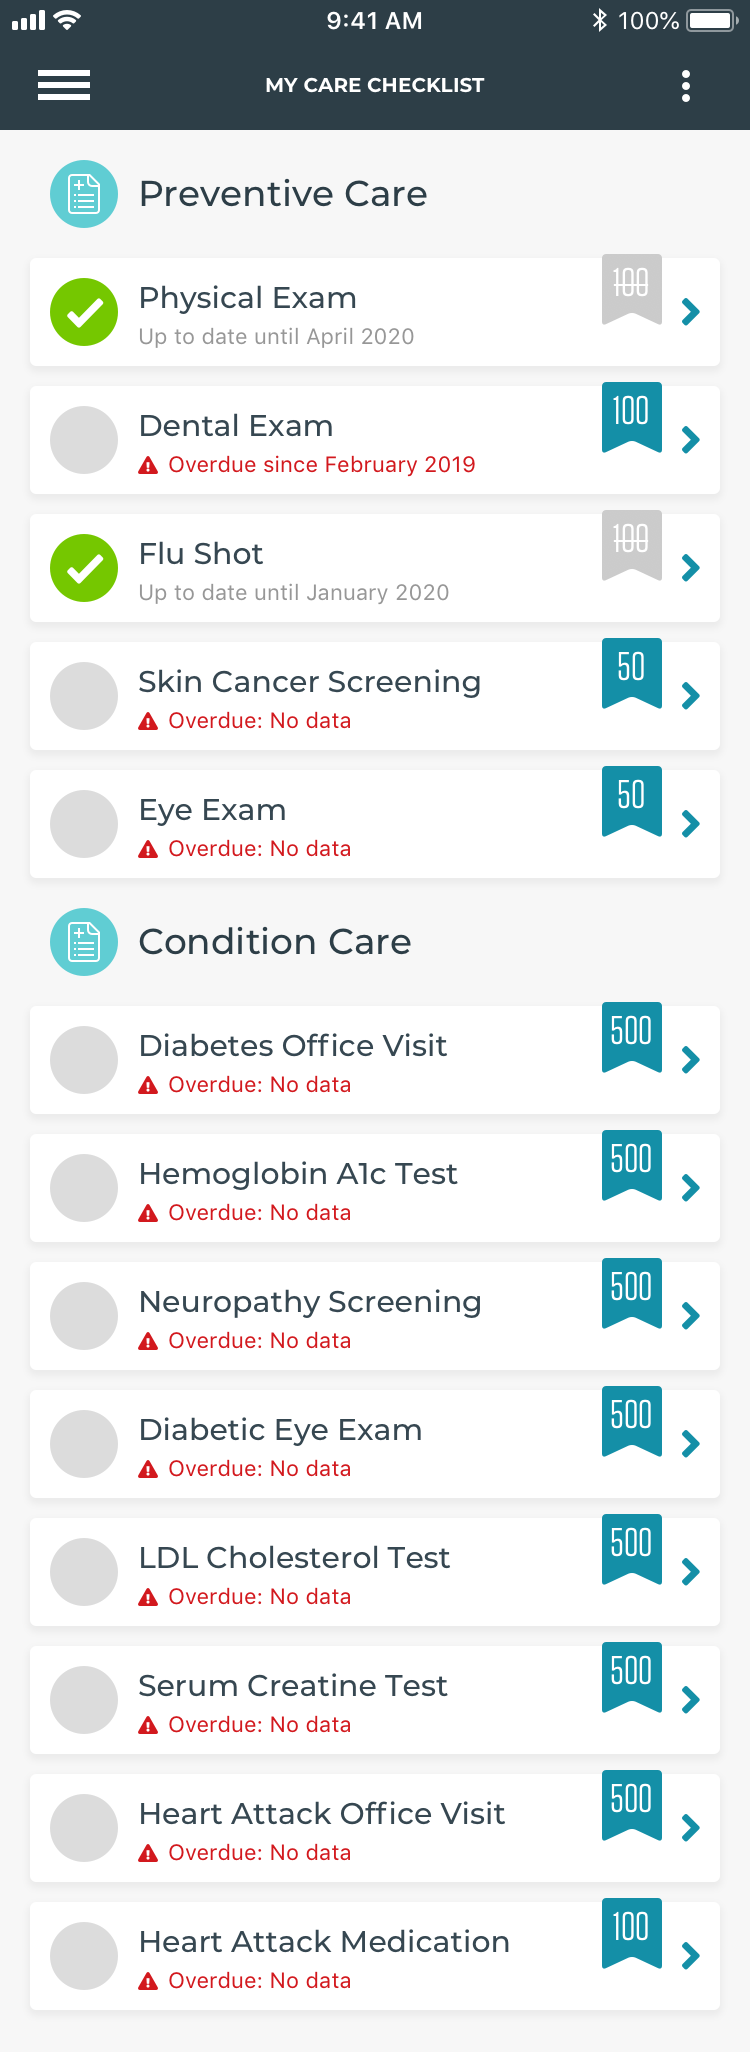 9:41 AM
100%
MY CARE CHECKLIST
Preventive Care
Physical Exam
100
Up to date until April 2020
Dental Exam
100
Overdue since February 2019
Flu Shot
100
Up to date until January 2020
Skin Cancer Screening
50
Overdue: No data
Eye Exam
50
Overdue: No data
Condition Care
Diabetes Office Visit
500
Overdue: No data
Hemoglobin A1c Test
500
Overdue: No data
Neuropathy Screening
500
Overdue: No data
Diabetic Eye Exam
500
Overdue: No data
LDL Cholesterol Test
500
Overdue: No data
Serum Creatine Test
500
Overdue: No data
Heart Attack Office Visit
500
Overdue: No data
Heart Attack Medication
100
Overdue: No data